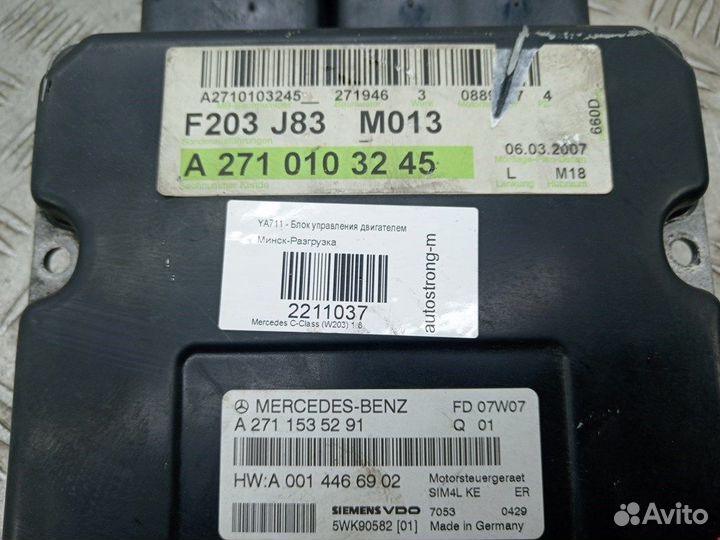 A2710103245 271946 3 4
F203 J83 M013
Sonderausführungen
660D
06.03.2007
A 271 010 32 45
L M18
Lenkung Hubraum
YA711 - Блок управления двигателем
Минск-Разгрузка
2211037
Mercedes C-Class (W203) 1.8
autostrong-m
MERCEDES-BENZ FD 07W07
A 271 153 52 91 Q 01
HW:A 001 446 69 02 Motorsteuergeraet
SIM4L KE ER
SIEMENS VDO 7053 0429
5WK90582 [01] Made in Germany
Avito